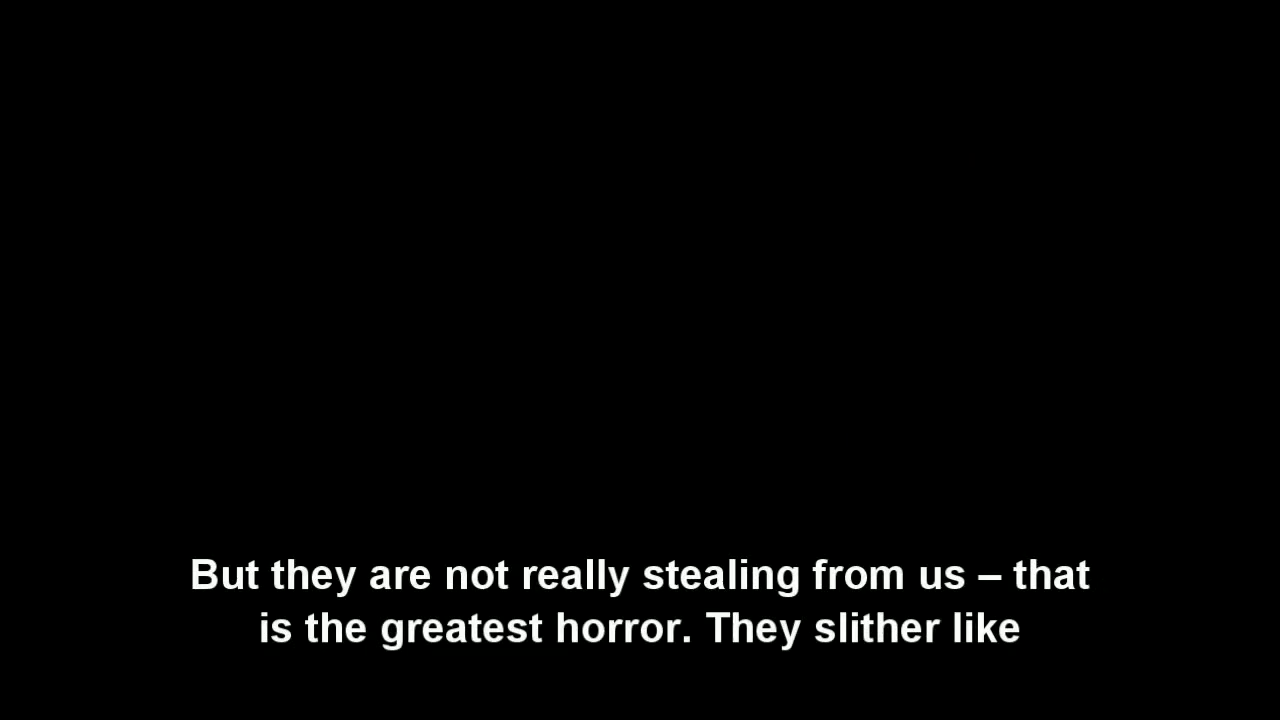 But they are not really stealing from us – that
is the greatest horror. They slither like